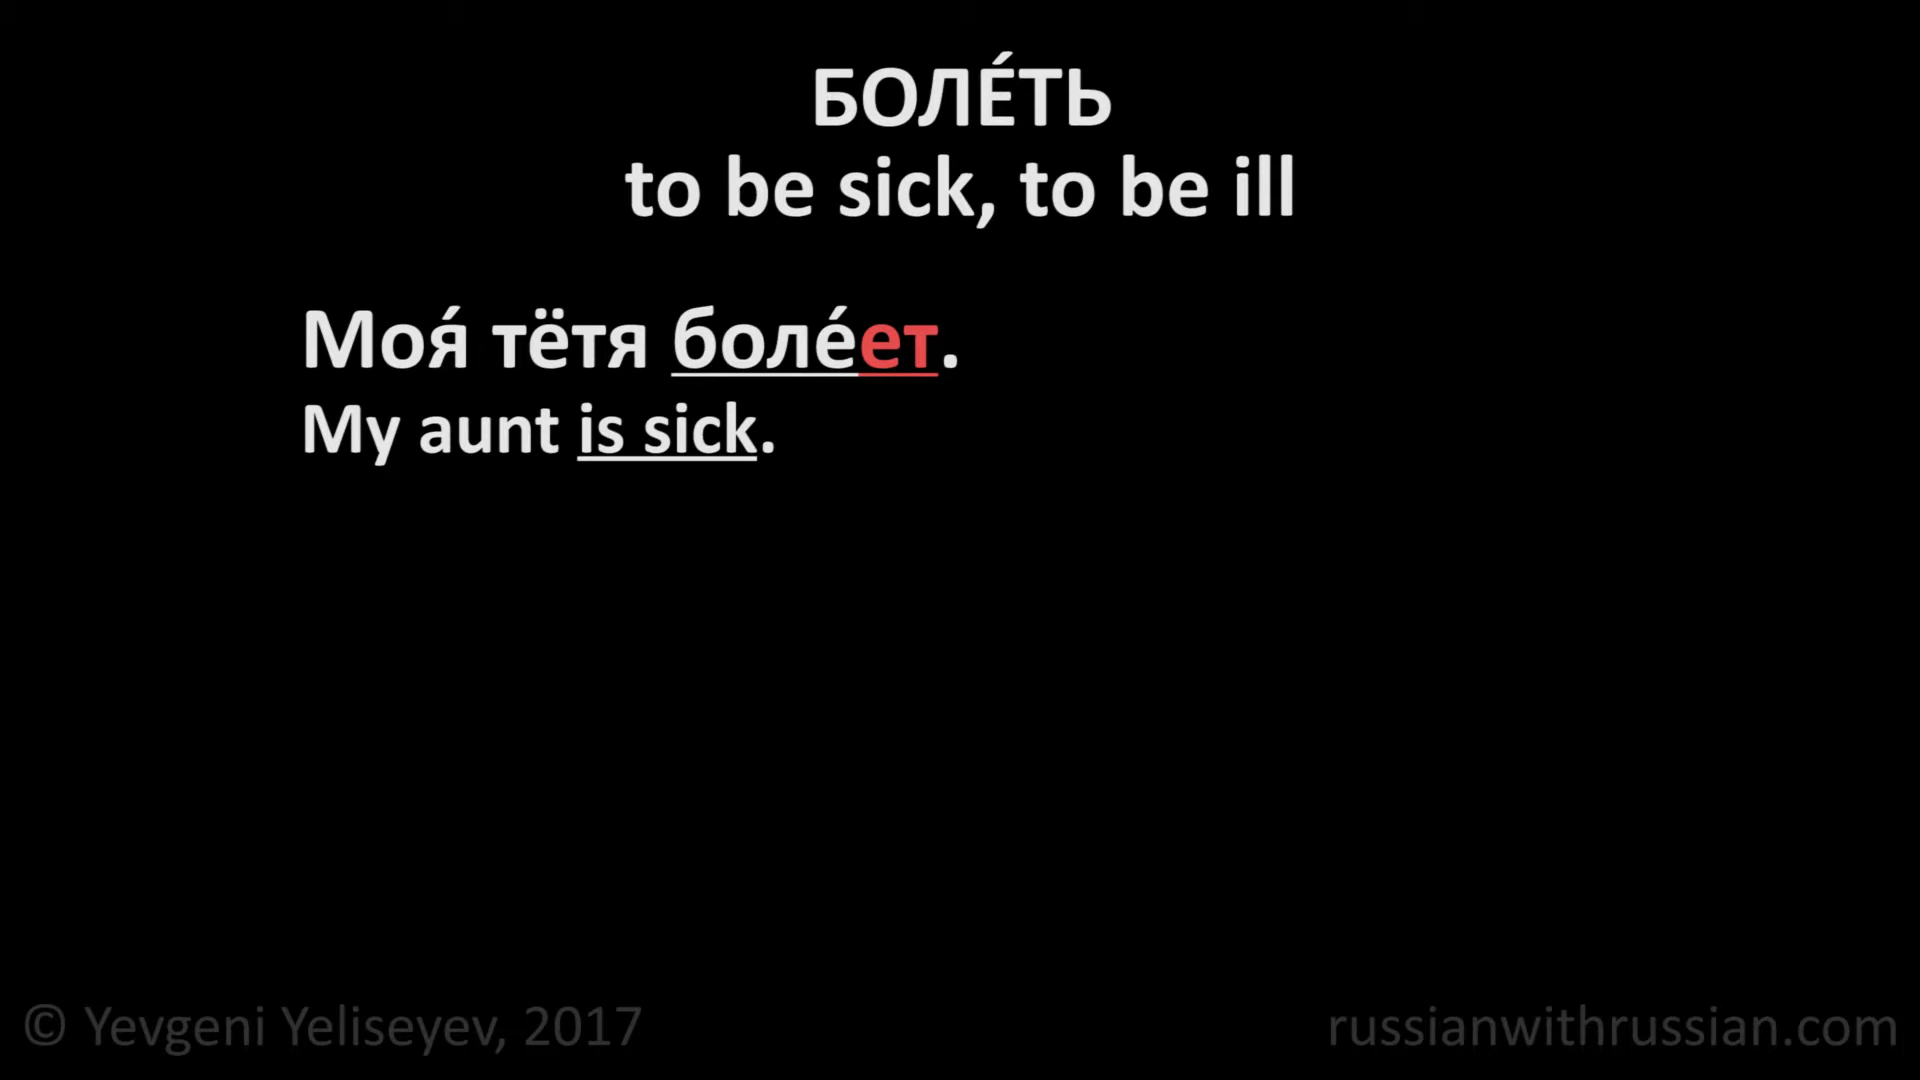 БОЛЕ́ТЬ
to be sick, to be ill
Моя́ тётя боле́ет.
My aunt is sick.
© Yevgeni Yeliseyev, 2017
russianwithrussian.com